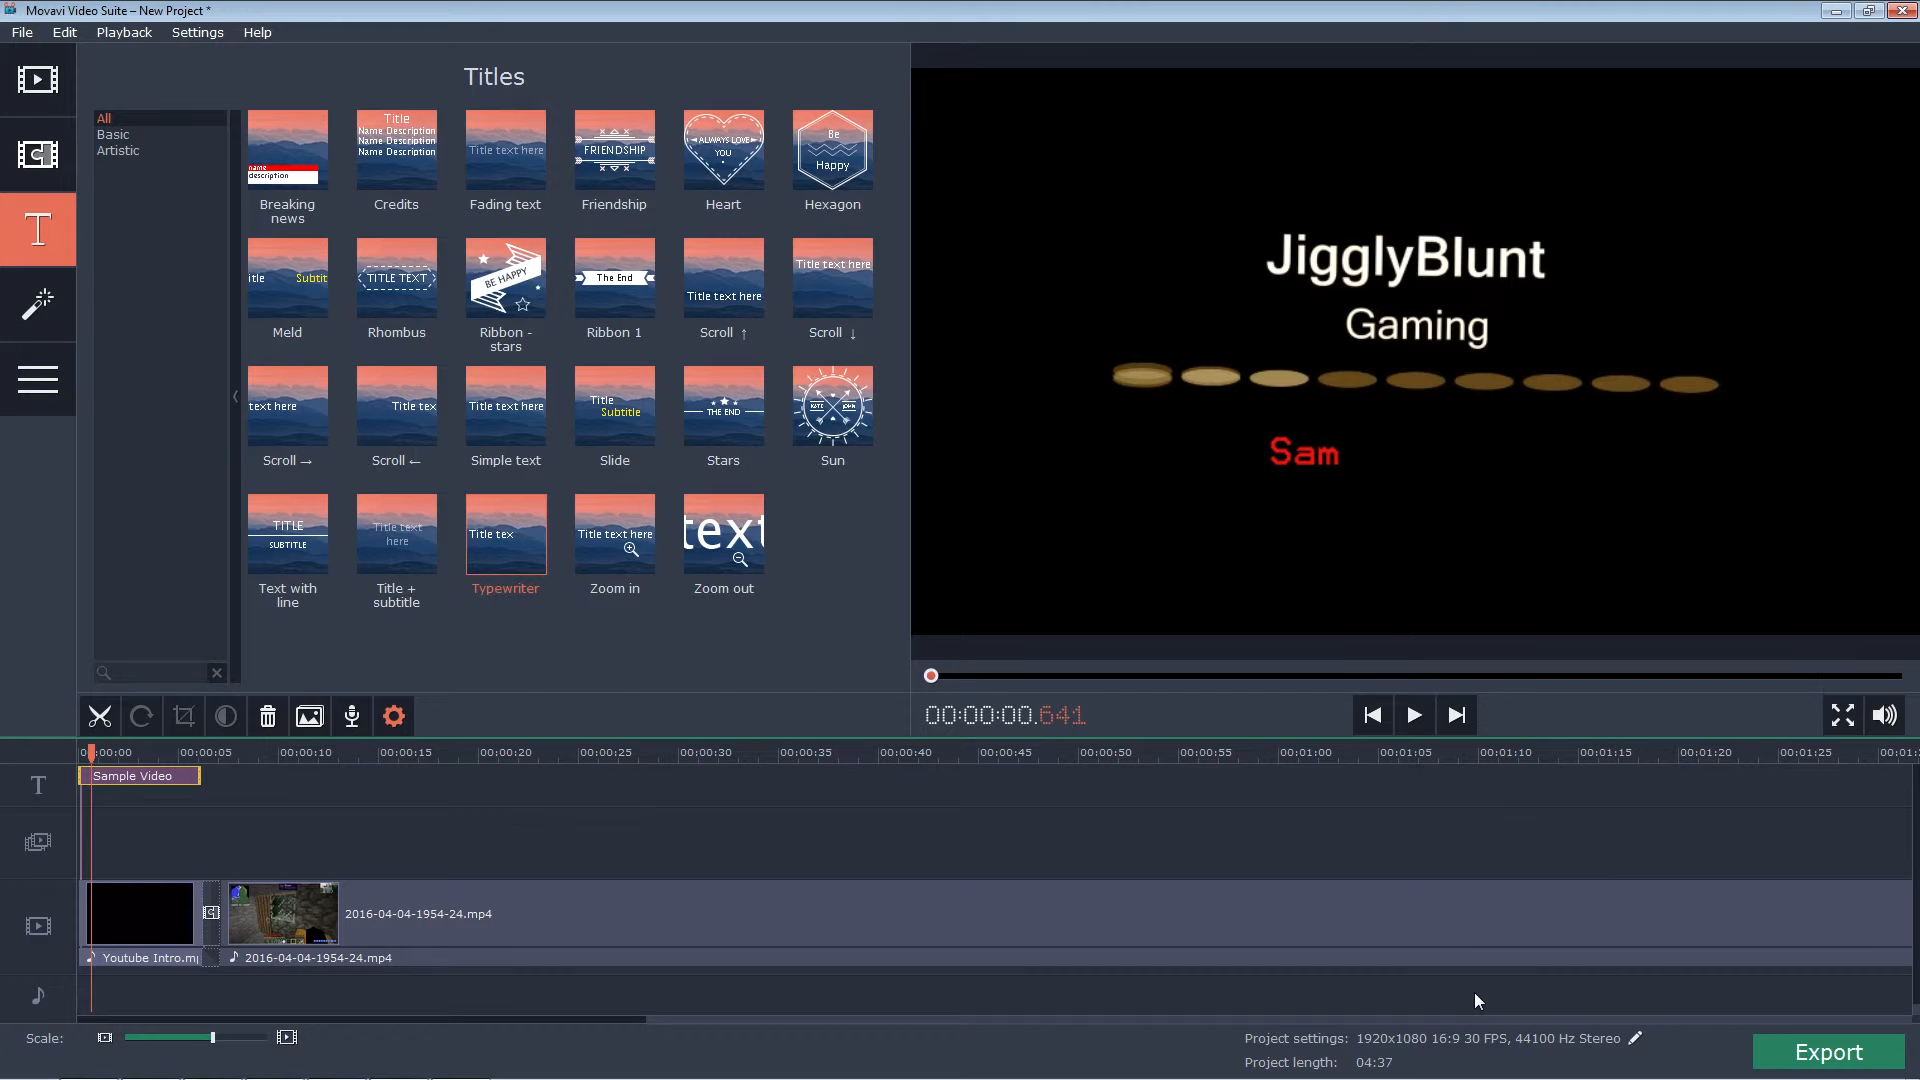 Movavi Video Suite – New Project *
File Edit Playback Settings Help
Titles
All
Basic
Artistic
name
description
Breaking
news
Title
Name Description
Name Description
Name Description
Credits
Title text here
Fading text
FRIENDSHIP
Friendship
ALWAYS LOVE
YOU
Heart
Be
Happy
Hexagon
itle Subtit
Meld
TITLE TEXT
Rhombus
BE HAPPY
Ribbon -
stars
The End
Ribbon 1
Title text here
Scroll ↑
Title text here
Scroll ↓
text here
Scroll →
Title tex
Scroll ←
Title text here
Simple text
Title
Subtitle
Slide
THE END
Stars
KATE JOHN
Sun
TITLE
SUBTITLE
Text with
line
Title text
here
Title +
subtitle
Title tex
Typewriter
Title text here
Zoom in
text
Zoom out
JigglyBlunt
Gaming
Sam
00:00:00.641
00:00:00 00:00:05 00:00:10 00:00:15 00:00:20 00:00:25 00:00:30 00:00:35 00:00:40 00:00:45 00:00:50 00:00:55 00:01:00 00:01:05 00:01:10 00:01:15 00:01:20 00:01:25 00:01:
Sample Video
2016-04-04-1954-24.mp4
Youtube Intro.mp 2016-04-04-1954-24.mp4
Scale:
Project settings: 1920x1080 16:9 30 FPS, 44100 Hz Stereo
Project length: 04:37
Export